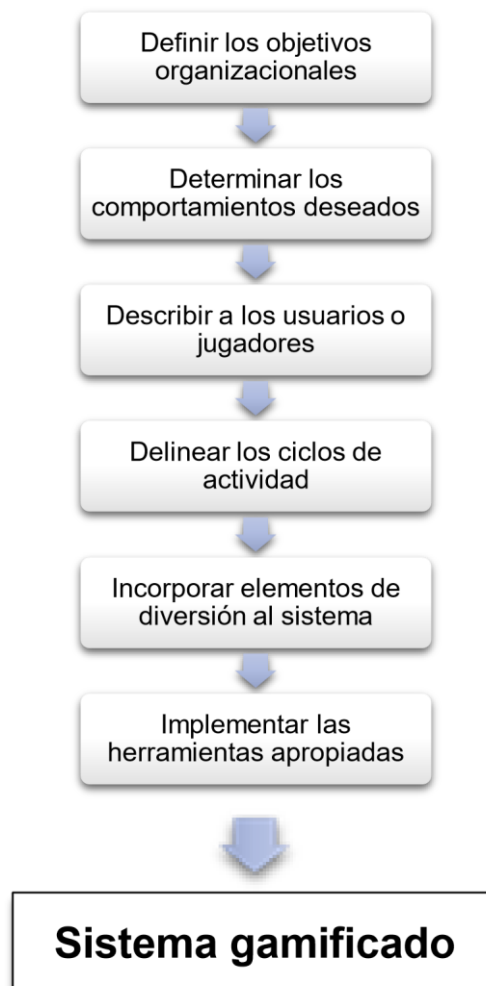 Definir los objetivos
organizacionales
Determinar los
comportamientos deseados
Describir a los usuarios o
jugadores
Delinear los ciclos de
actividad
Incorporar elementos de
diversión al sistema
Implementar las
herramientas apropiadas
Sistema gamificado